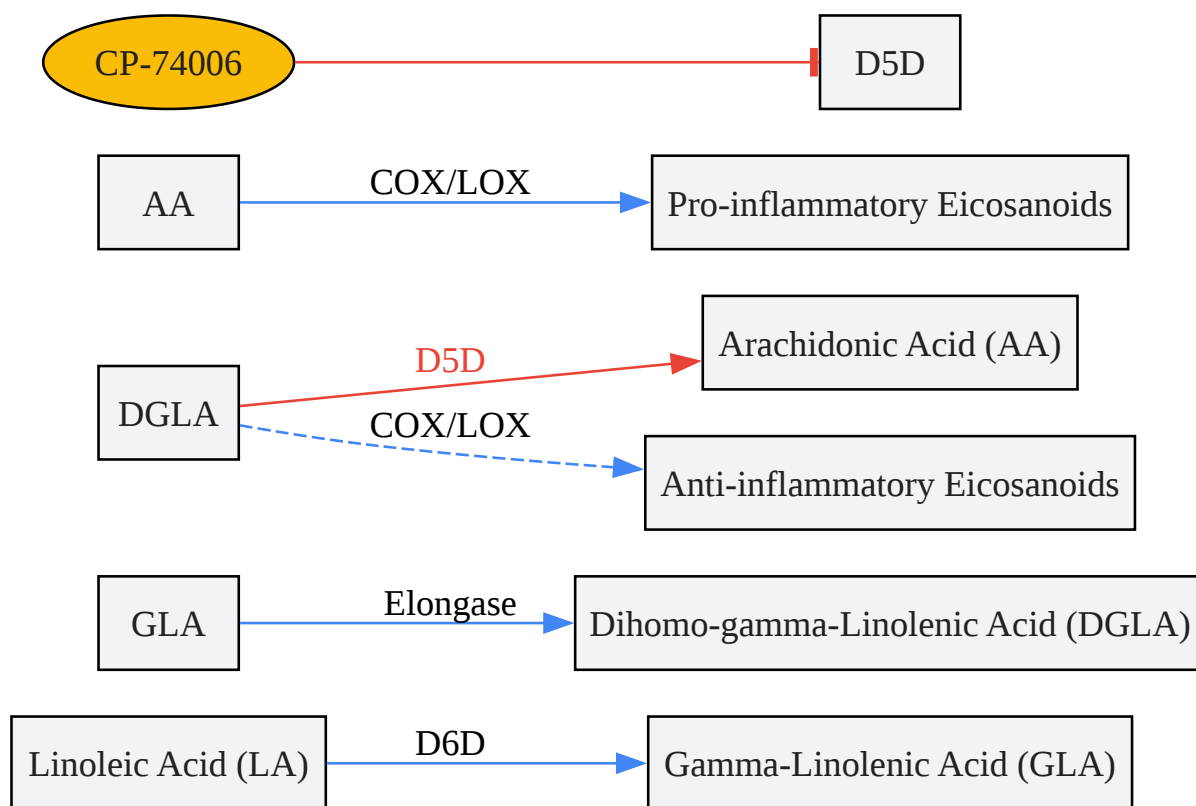 CP-74006
D5D
AA
COX/LOX
Pro-inflammatory Eicosanoids
DGLA
D5D
Arachidonic Acid (AA)
COX/LOX
Anti-inflammatory Eicosanoids
GLA
Elongase
Dihomo-gamma-Linolenic Acid (DGLA)
Linoleic Acid (LA)
D6D
Gamma-Linolenic Acid (GLA)